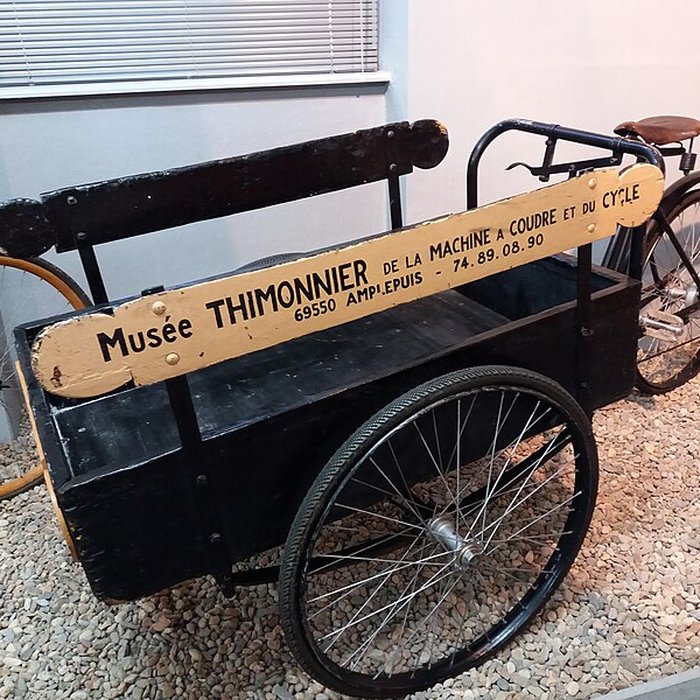 Musée THIMONNIER DE LA MACHINE A COUDRE ET DU CYCLE
69550 AMPLEPUIS - 74.89.08.90